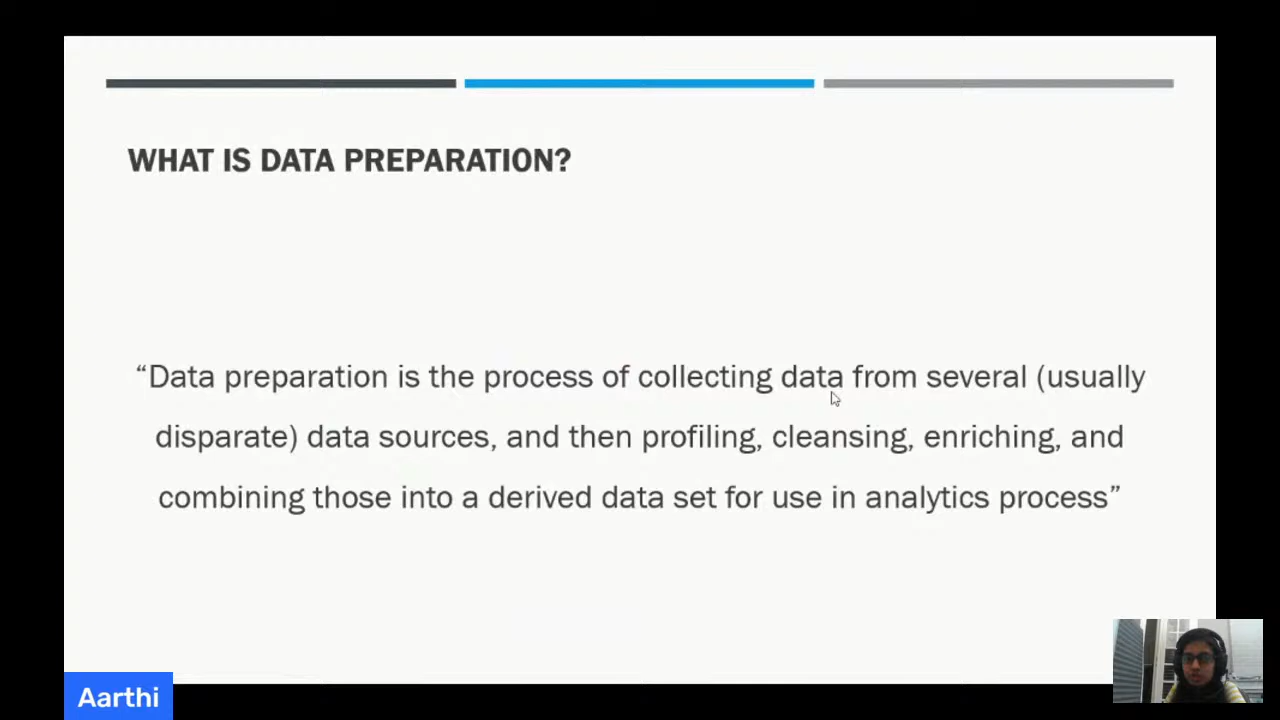 WHAT IS DATA PREPARATION?
“Data preparation is the process of collecting data from several (usually
disparate) data sources, and then profiling, cleansing, enriching, and
combining those into a derived data set for use in analytics process”
Aarthi